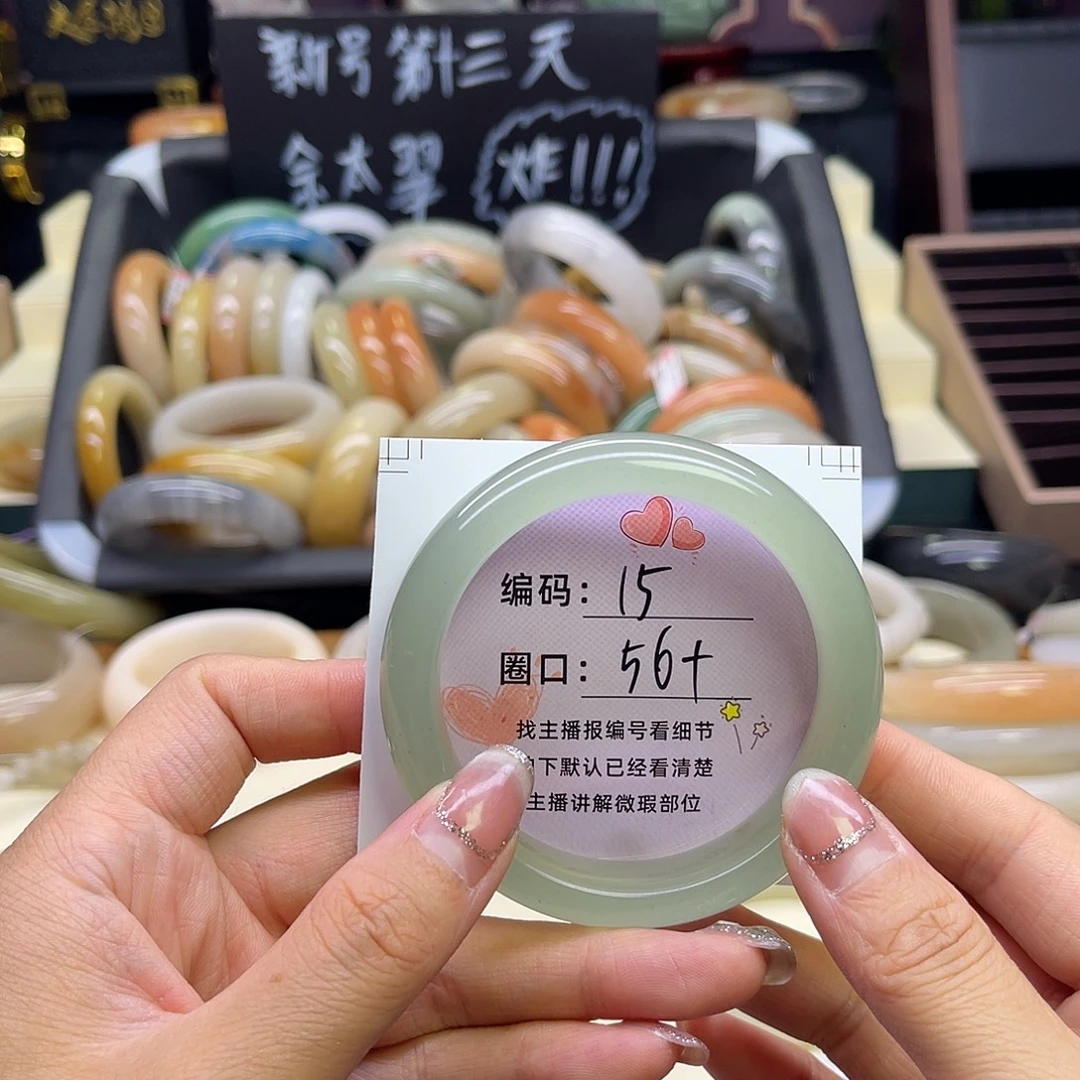 新号第十三天
金太翠
炸!!!
编码: 15
圈口: 56+
找主播报编号看细节
下默认已经看清楚
主播讲解微瑕部位